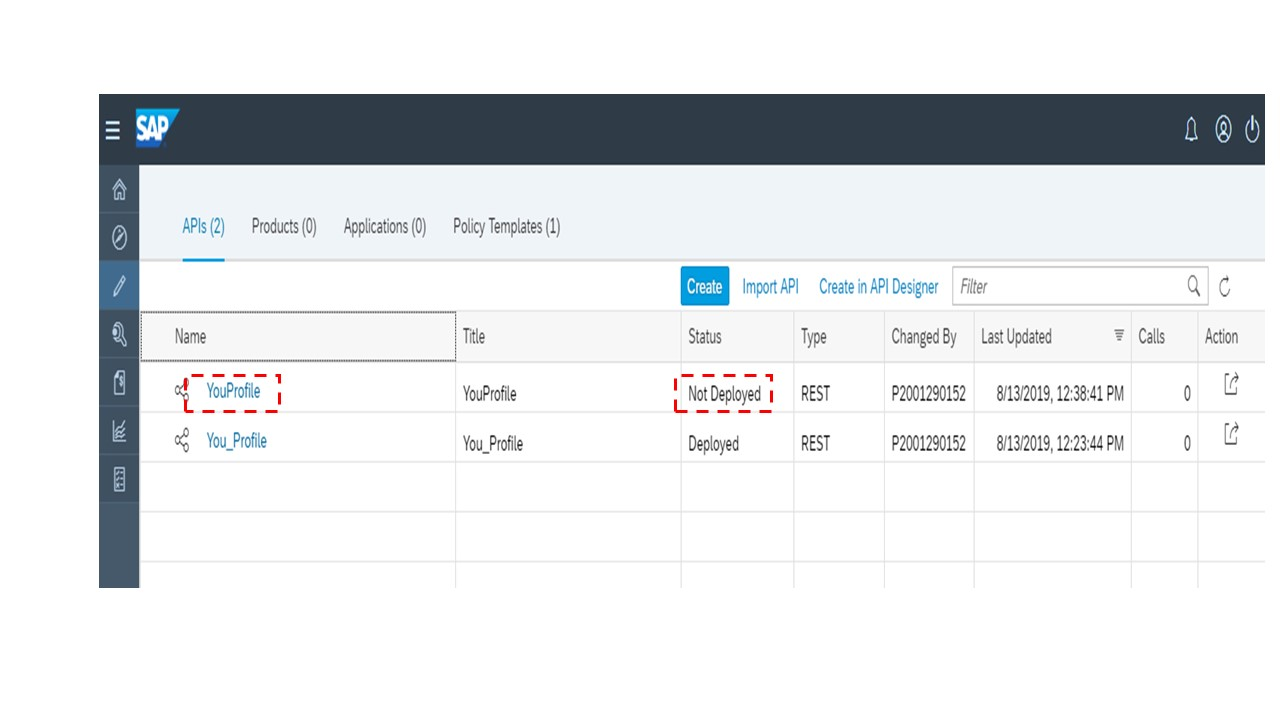 SAP
APIs (2) Products (0) Applications (0) Policy Templates (1)
Create Import API Create in API Designer Filter
Name Title Status Type Changed By Last Updated Calls Action
YouProfile YouProfile Not Deployed REST P2001290152 8/13/2019, 12:38:41 PM 0
You_Profile You_Profile Deployed REST P2001290152 8/13/2019, 12:23:44 PM 0